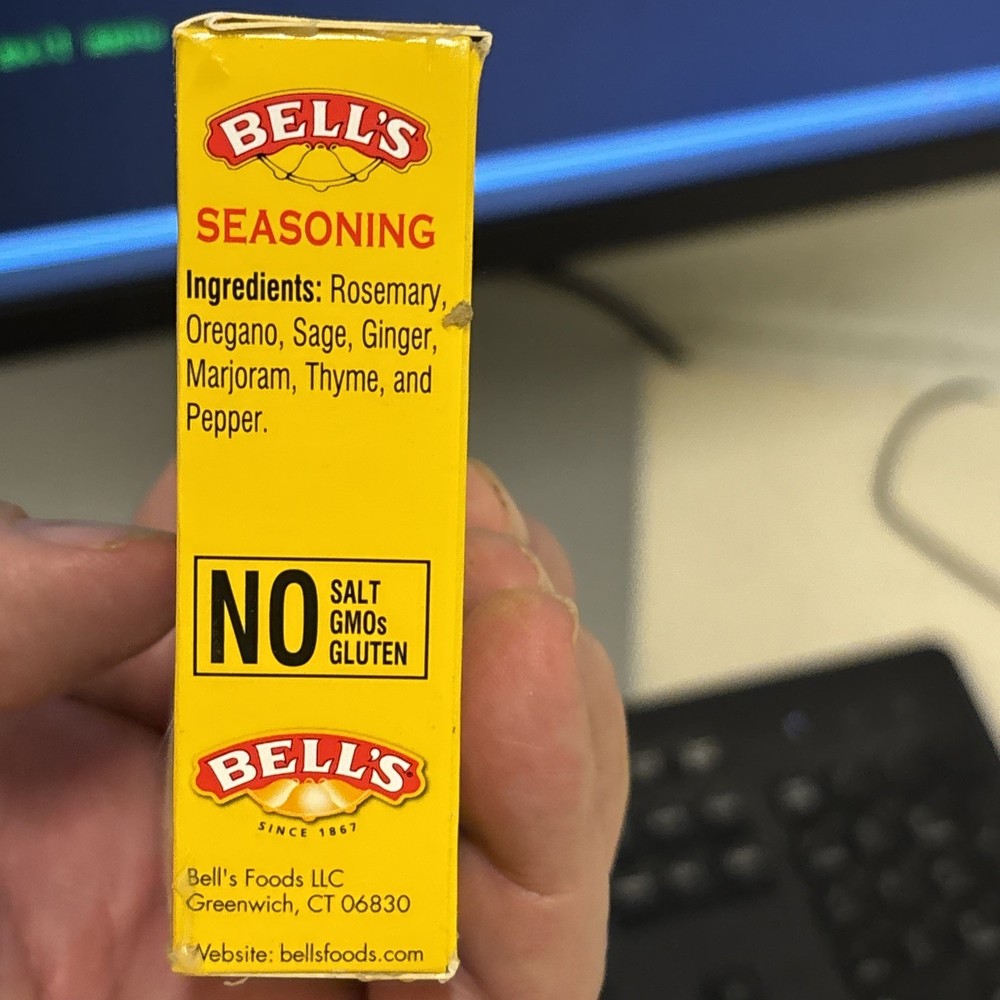 BELL'S
SEASONING
Ingredients: Rosemary,
Oregano, Sage, Ginger,
Marjoram, Thyme, and
Pepper.
NO SALT
GMOs
GLUTEN
BELL'S
SINCE 1867
Bell's Foods LLC
Greenwich, CT 06830
Website: bellsfoods.com